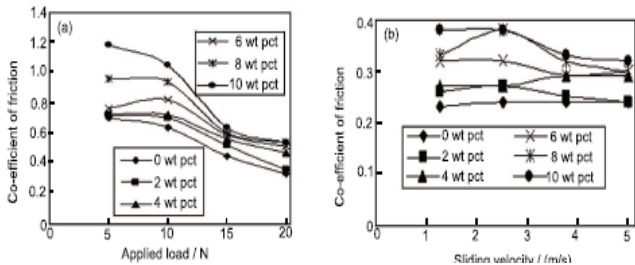 (a)
Co-efficient of friction
1.4
1.2
1.0
0.8
0.6
0.4
0.2
0
0 5 10 15 20
Applied load / N
6 wt pct
8 wt pct
10 wt pct
0 wt pct
2 wt pct
4 wt pct
(b)
Co-efficient of friction
0.4
0.3
0.2
0.1
0
0 1 2 3 4 5
Sliding velocity / (m/s)
0 wt pct
2 wt pct
4 wt pct
6 wt pct
8 wt pct
10 wt pct